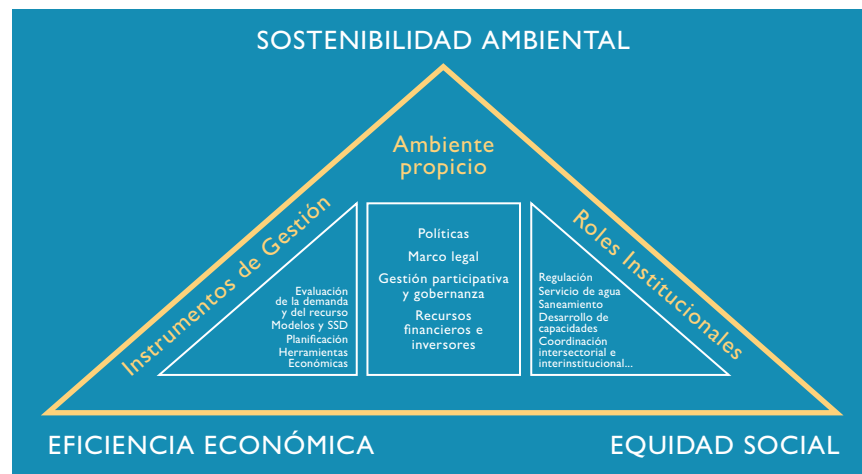 SOSTENIBILIDAD AMBIENTAL
Ambiente
propicio
Instrumentos de Gestión
Evaluación
de la demanda
y del recurso
Modelos y SSD
Planificación
Herramientas
Económicas
Políticas
Marco legal
Gestión participativa
y gobernanza
Recursos
financieros e
inversores
Roles Institucionales
Regulación
Servicio de agua
Saneamiento
Desarrollo de
capacidades
Coordinación
intersectorial e
interinstitucional...
EFICIENCIA ECONÓMICA
EQUIDAD SOCIAL